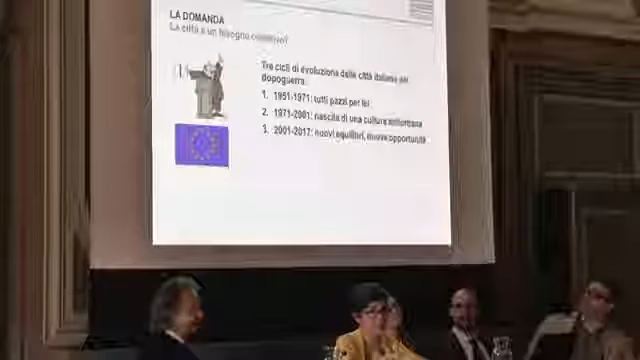 LA DOMANDA
La città è un bisogno collettivo?
Tre cicli di evoluzione delle città italiane nel
dopoguerra:
1. 1951-1971: tutti pazzi per lei
2. 1971-2001: nascita di una cultura
3. 2001-2017: nuovi equilibri, nuove opportunità